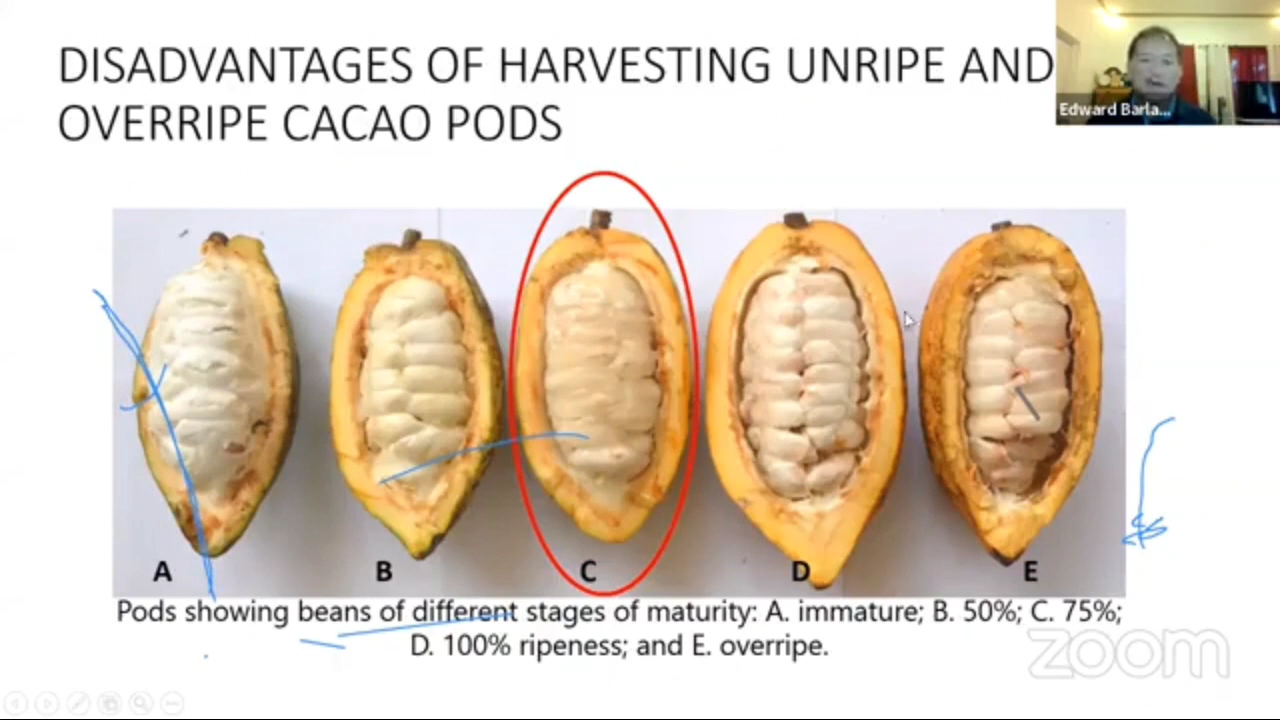 DISADVANTAGES OF HARVESTING UNRIPE AND
OVERRIPE CACAO PODS
Edward Barla...
A
B
C
D
E
Pods showing beans of different stages of maturity: A. immature; B. 50%; C. 75%;
D. 100% ripeness; and E. overripe.
zoom